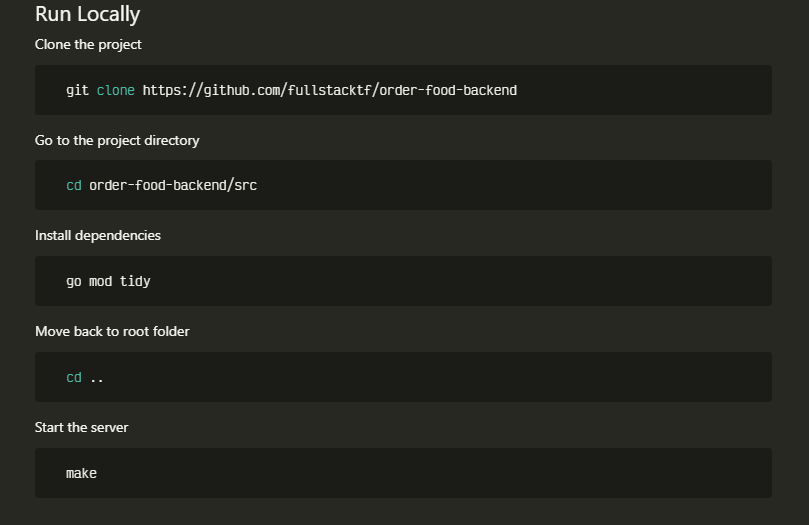 Run Locally
Clone the project
git clone https://github.com/fullstacktf/order-food-backend
Go to the project directory
cd order-food-backend/src
Install dependencies
go mod tidy
Move back to root folder
cd ..
Start the server
make